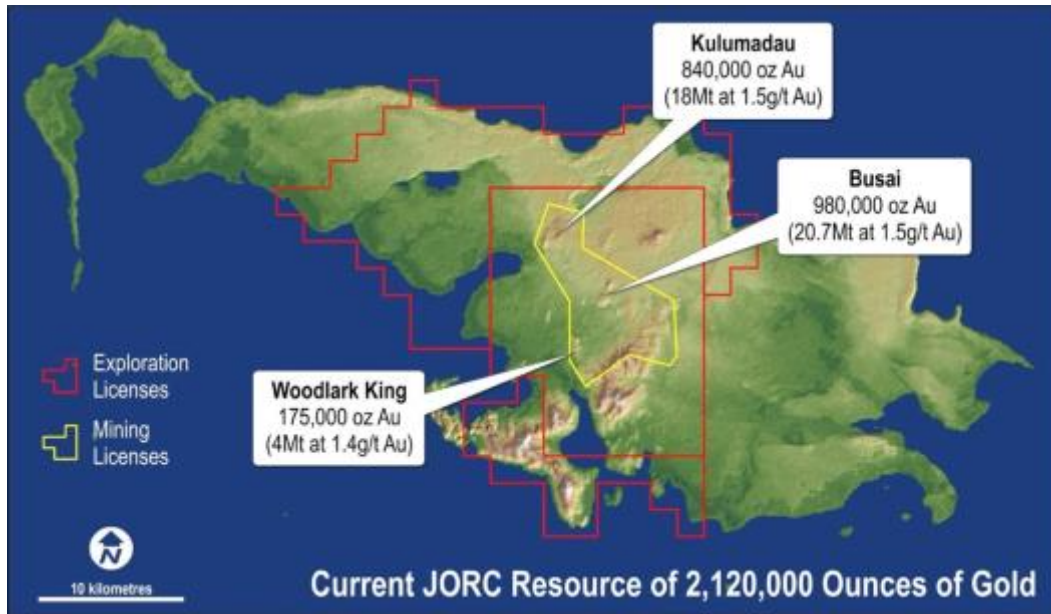 Kulumadau
840,000 oz Au
(18Mt at 1.5g/t Au)
Busai
980,000 oz Au
(20.7Mt at 1.5g/t Au)
Exploration
Licenses
Mining
Licenses
Woodlark King
175,000 oz Au
(4Mt at 1.4g/t Au)
N
10 kilometres
Current JORC Resource of 2,120,000 Ounces of Gold